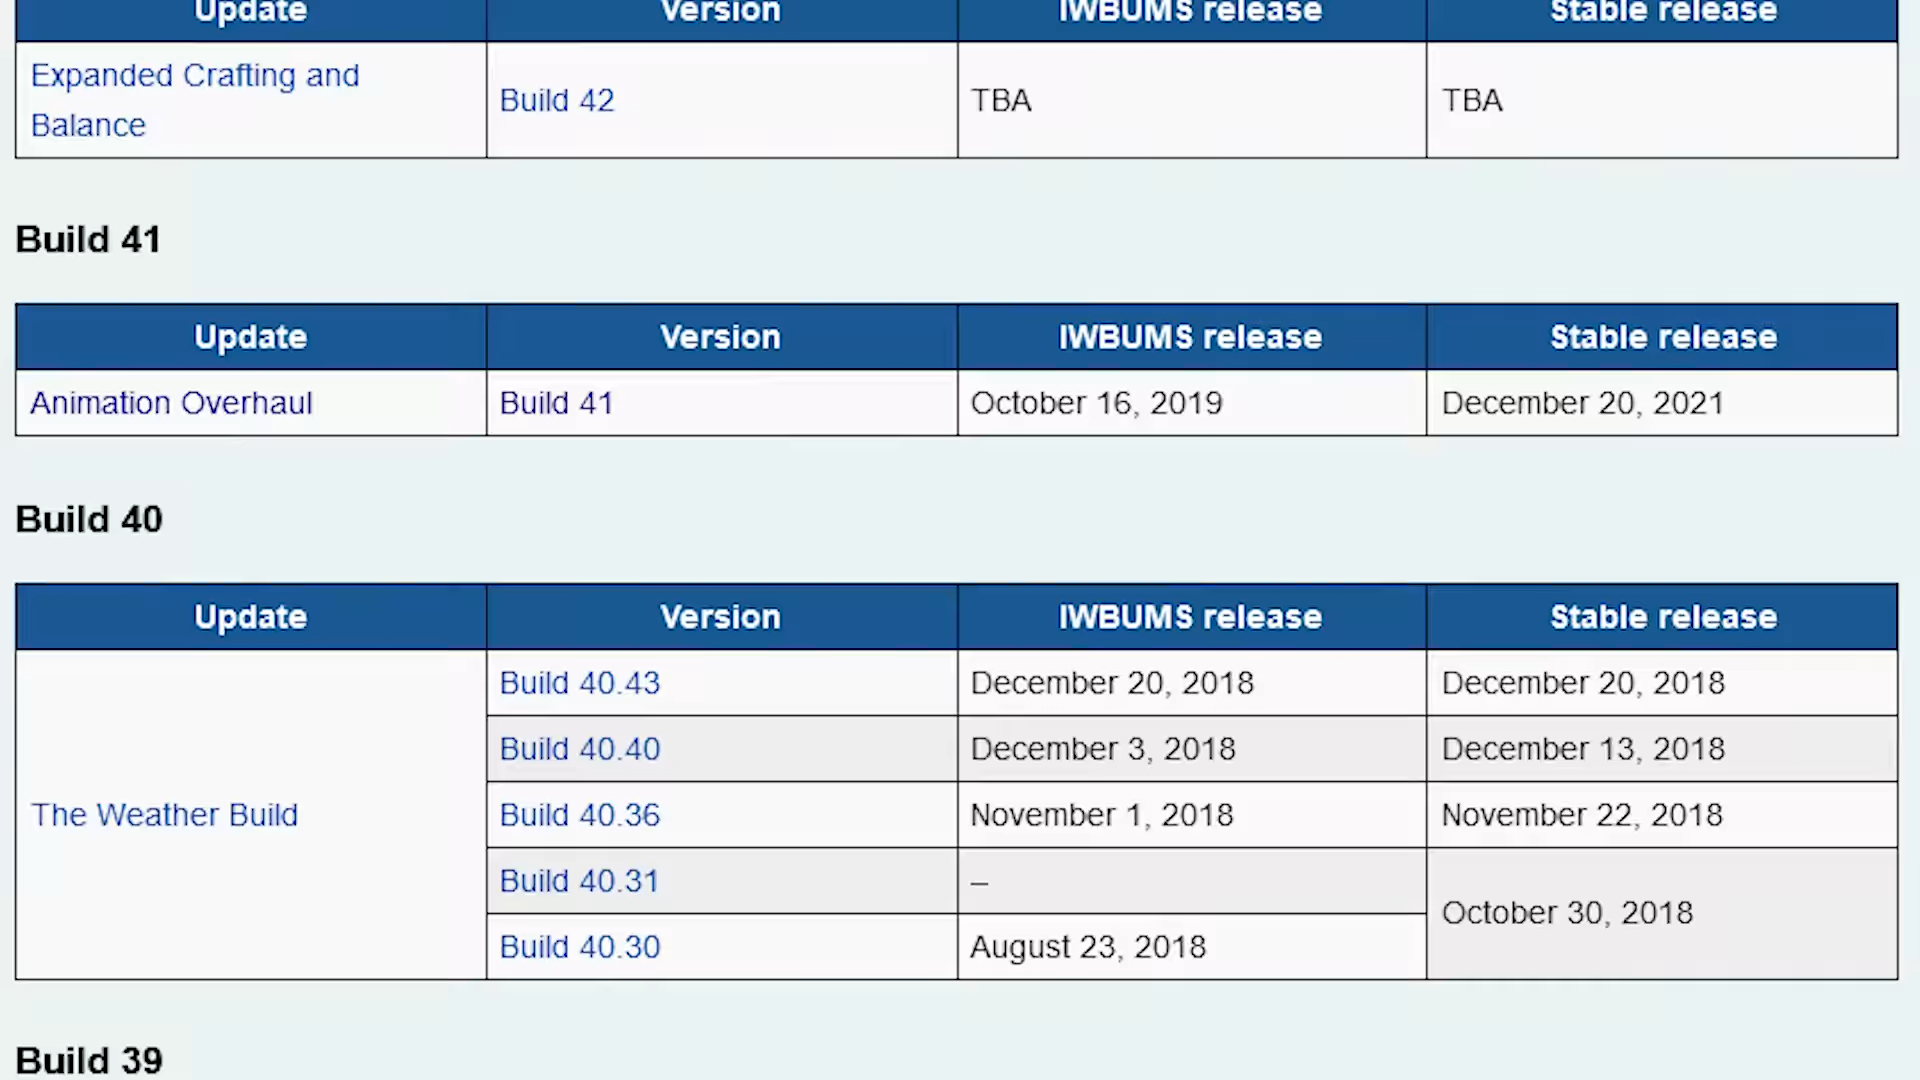 Update Version IWBUMS release Stable release
Expanded Crafting and
Balance
Build 42 TBA TBA
Build 41
Update Version IWBUMS release Stable release
Animation Overhaul Build 41 October 16, 2019 December 20, 2021
Build 40
Update Version IWBUMS release Stable release
The Weather Build
Build 40.43 December 20, 2018 December 20, 2018
Build 40.40 December 3, 2018 December 13, 2018
Build 40.36 November 1, 2018 November 22, 2018
Build 40.31 –
October 30, 2018
Build 40.30 August 23, 2018
Build 39